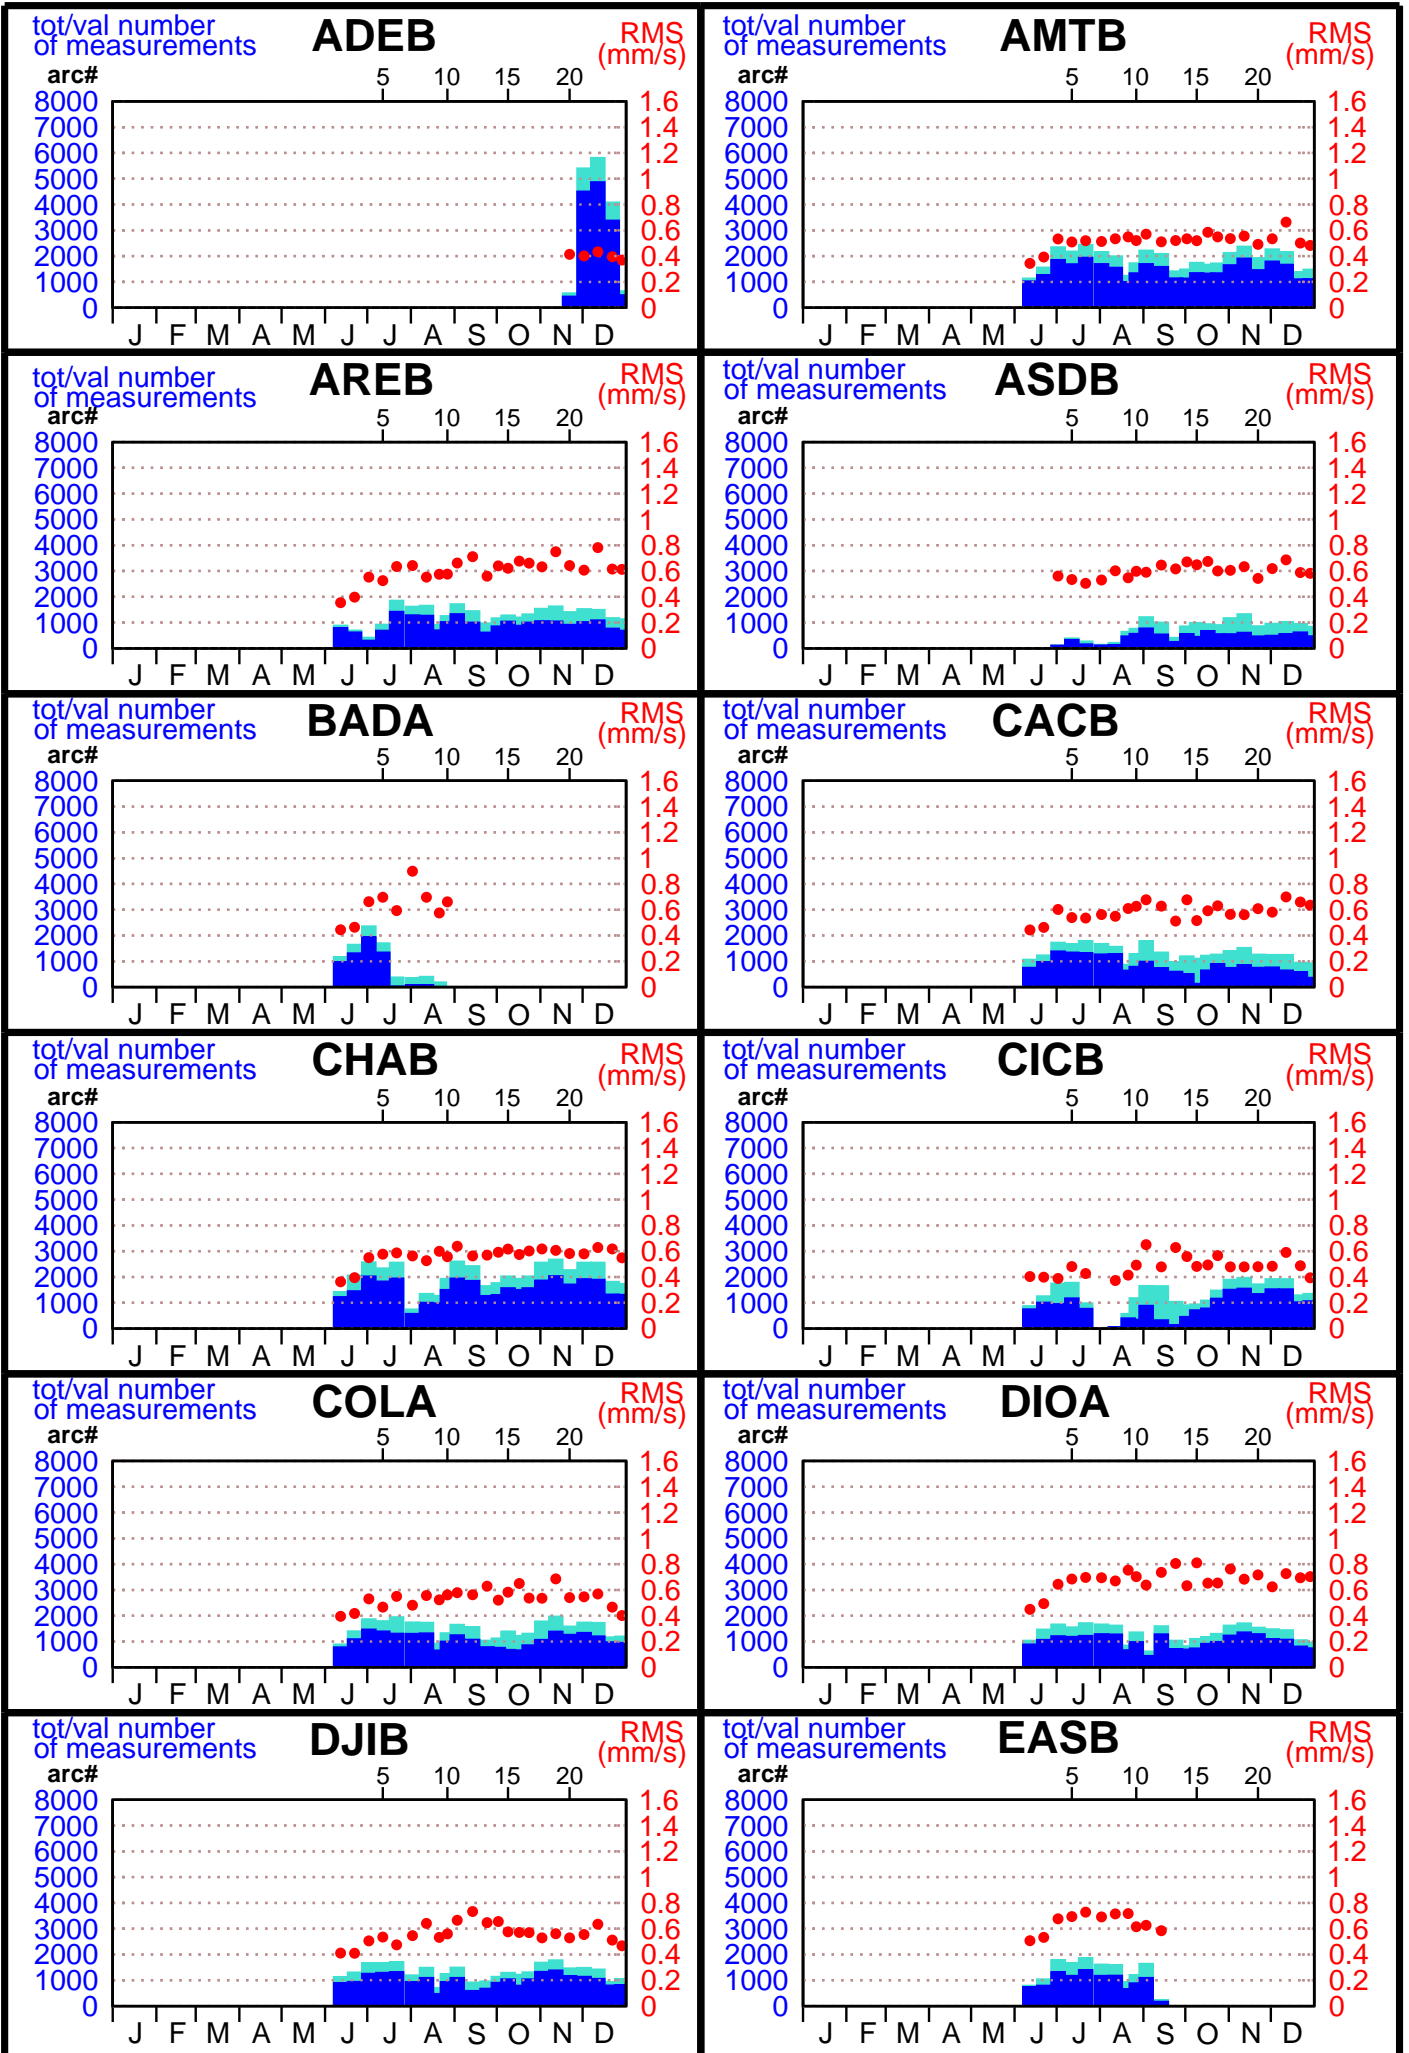 tot/val number
of measurements
ADEB
RMS
(mm/s)
arc#
5 10 15 20
8000 1.6
7000 1.4
6000 1.2
5000 1
4000 0.8
3000 0.6
2000 0.4
1000 0.2
0 0
J F M A M J J A S O N D
tot/val number
of measurements
AMTB
RMS
(mm/s)
arc#
5 10 15 20
8000 1.6
7000 1.4
6000 1.2
5000 1
4000 0.8
3000 0.6
2000 0.4
1000 0.2
0 0
J F M A M J J A S O N D
tot/val number
of measurements
AREB
RMS
(mm/s)
arc#
5 10 15 20
8000 1.6
7000 1.4
6000 1.2
5000 1
4000 0.8
3000 0.6
2000 0.4
1000 0.2
0 0
J F M A M J J A S O N D
tot/val number
of measurements
ASDB
RMS
(mm/s)
arc#
5 10 15 20
8000 1.6
7000 1.4
6000 1.2
5000 1
4000 0.8
3000 0.6
2000 0.4
1000 0.2
0 0
J F M A M J J A S O N D
tot/val number
of measurements
BADA
RMS
(mm/s)
arc#
5 10 15 20
8000 1.6
7000 1.4
6000 1.2
5000 1
4000 0.8
3000 0.6
2000 0.4
1000 0.2
0 0
J F M A M J J A S O N D
tot/val number
of measurements
CACB
RMS
(mm/s)
arc#
5 10 15 20
8000 1.6
7000 1.4
6000 1.2
5000 1
4000 0.8
3000 0.6
2000 0.4
1000 0.2
0 0
J F M A M J J A S O N D
tot/val number
of measurements
CHAB
RMS
(mm/s)
arc#
5 10 15 20
8000 1.6
7000 1.4
6000 1.2
5000 1
4000 0.8
3000 0.6
2000 0.4
1000 0.2
0 0
J F M A M J J A S O N D
tot/val number
of measurements
CICB
RMS
(mm/s)
arc#
5 10 15 20
8000 1.6
7000 1.4
6000 1.2
5000 1
4000 0.8
3000 0.6
2000 0.4
1000 0.2
0 0
J F M A M J J A S O N D
tot/val number
of measurements
COLA
RMS
(mm/s)
arc#
5 10 15 20
8000 1.6
7000 1.4
6000 1.2
5000 1
4000 0.8
3000 0.6
2000 0.4
1000 0.2
0 0
J F M A M J J A S O N D
tot/val number
of measurements
DIOA
RMS
(mm/s)
arc#
5 10 15 20
8000 1.6
7000 1.4
6000 1.2
5000 1
4000 0.8
3000 0.6
2000 0.4
1000 0.2
0 0
J F M A M J J A S O N D
tot/val number
of measurements
DJIB
RMS
(mm/s)
arc#
5 10 15 20
8000 1.6
7000 1.4
6000 1.2
5000 1
4000 0.8
3000 0.6
2000 0.4
1000 0.2
0 0
J F M A M J J A S O N D
tot/val number
of measurements
EASB
RMS
(mm/s)
arc#
5 10 15 20
8000 1.6
7000 1.4
6000 1.2
5000 1
4000 0.8
3000 0.6
2000 0.4
1000 0.2
0 0
J F M A M J J A S O N D